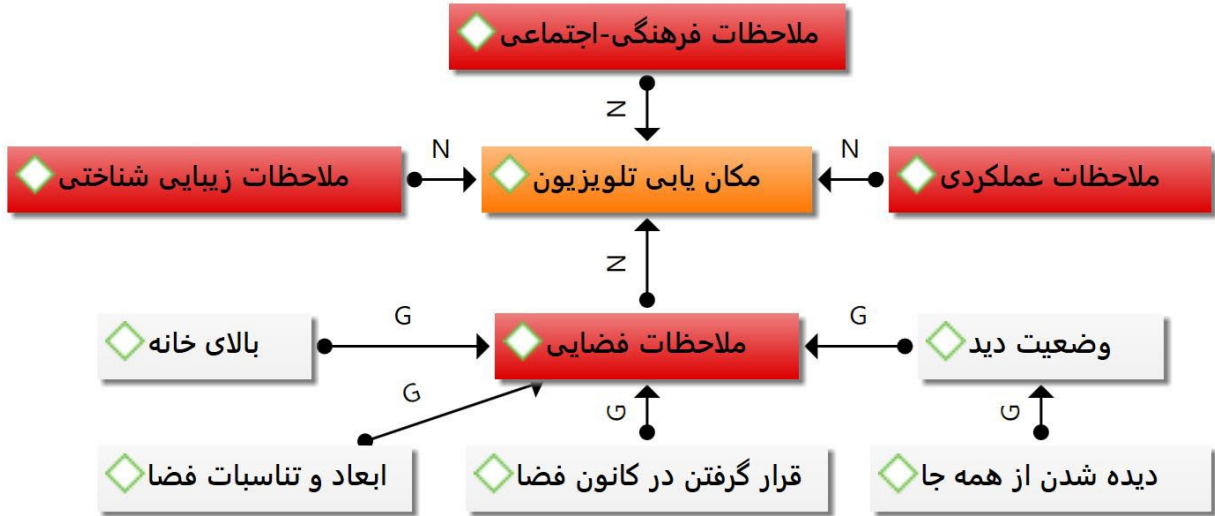 ملاحظات فرهنگی-اجتماعی
N
ملاحظات عملکردی
N
مکان یابی تلویزیون
N
ملاحظات زیبایی شناختی
N
وضعیت دید
G
ملاحظات فضایی
G
بالای خانه
G
G
G
دیده شدن از همه جا
قرار گرفتن در کانون فضا
ابعاد و تناسبات فضا